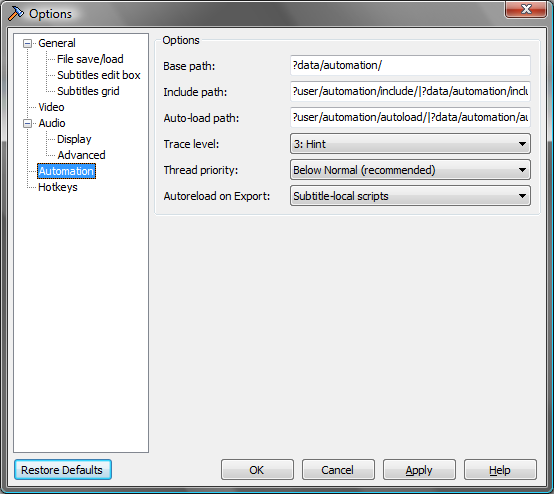 Options
General
File save/load
Subtitles edit box
Subtitles grid
Video
Audio
Display
Advanced
Automation
Hotkeys
Options
Base path: ?data/automation/
Include path: ?user/automation/include/|?data/automation/inclu
Auto-load path: ?user/automation/autoload/|?data/automation/au
Trace level: 3: Hint
Thread priority: Below Normal (recommended)
Autoreload on Export: Subtitle-local scripts
Restore Defaults OK Cancel Apply Help